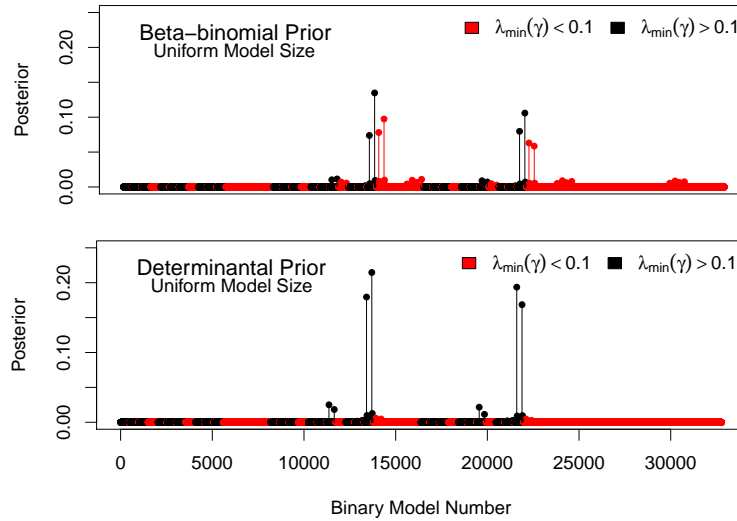 Beta−binomial Prior
Uniform Model Size
λmin(γ) < 0.1
λmin(γ) > 0.1
Posterior
0.00
0.10
0.20
Determinantal Prior
Uniform Model Size
λmin(γ) < 0.1
λmin(γ) > 0.1
Posterior
0.00
0.10
0.20
0
5000
10000
15000
20000
25000
30000
Binary Model Number